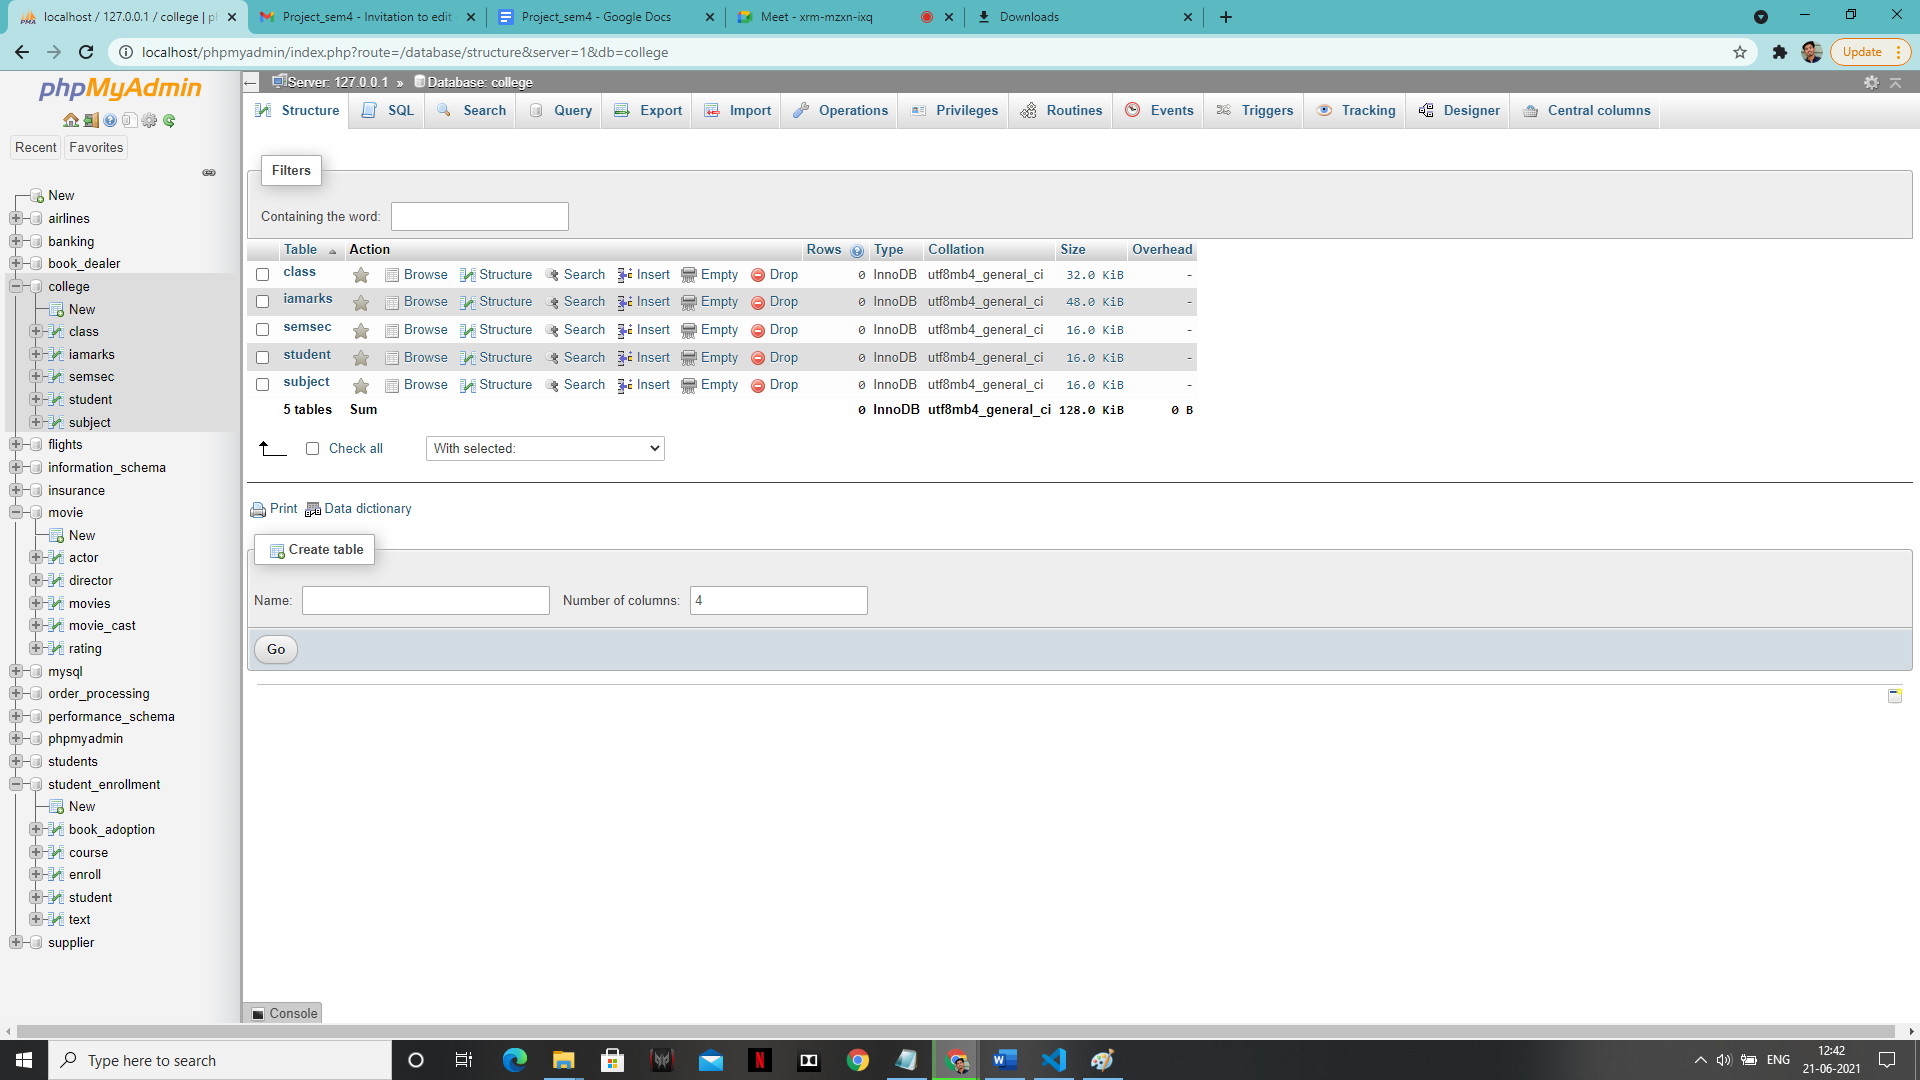 localhost / 127.0.0.1 / college | ph
Project_sem4 - Invitation to edit
Project_sem4 - Google Docs
Meet - xrm-mzxn-ixq
Downloads
localhost/phpmyadmin/index.php?route=/database/structure&server=1&db=college
Update
phpMyAdmin
Recent Favorites
New
airlines
banking
book_dealer
college
New
class
iamarks
semsec
student
subject
flights
information_schema
insurance
movie
New
actor
director
movies
movie_cast
rating
mysql
order_processing
performance_schema
phpmyadmin
students
student_enrollment
New
book_adoption
course
enroll
student
text
supplier
Server: 127.0.0.1 » Database: college
Structure SQL Search Query Export Import Operations Privileges Routines Events Triggers Tracking Designer Central columns
Filters
Containing the word:
Table Action Rows Type Collation Size Overhead
class Browse Structure Search Insert Empty Drop 0 InnoDB utf8mb4_general_ci 32.0 KiB -
iamarks Browse Structure Search Insert Empty Drop 0 InnoDB utf8mb4_general_ci 48.0 KiB -
semsec Browse Structure Search Insert Empty Drop 0 InnoDB utf8mb4_general_ci 16.0 KiB -
student Browse Structure Search Insert Empty Drop 0 InnoDB utf8mb4_general_ci 16.0 KiB -
subject Browse Structure Search Insert Empty Drop 0 InnoDB utf8mb4_general_ci 16.0 KiB -
5 tables Sum 0 InnoDB utf8mb4_general_ci 128.0 KiB 0 B
Check all With selected:
Print Data dictionary
Create table
Name: Number of columns: 4
Go
Console
Type here to search
ENG
12:42
21-06-2021